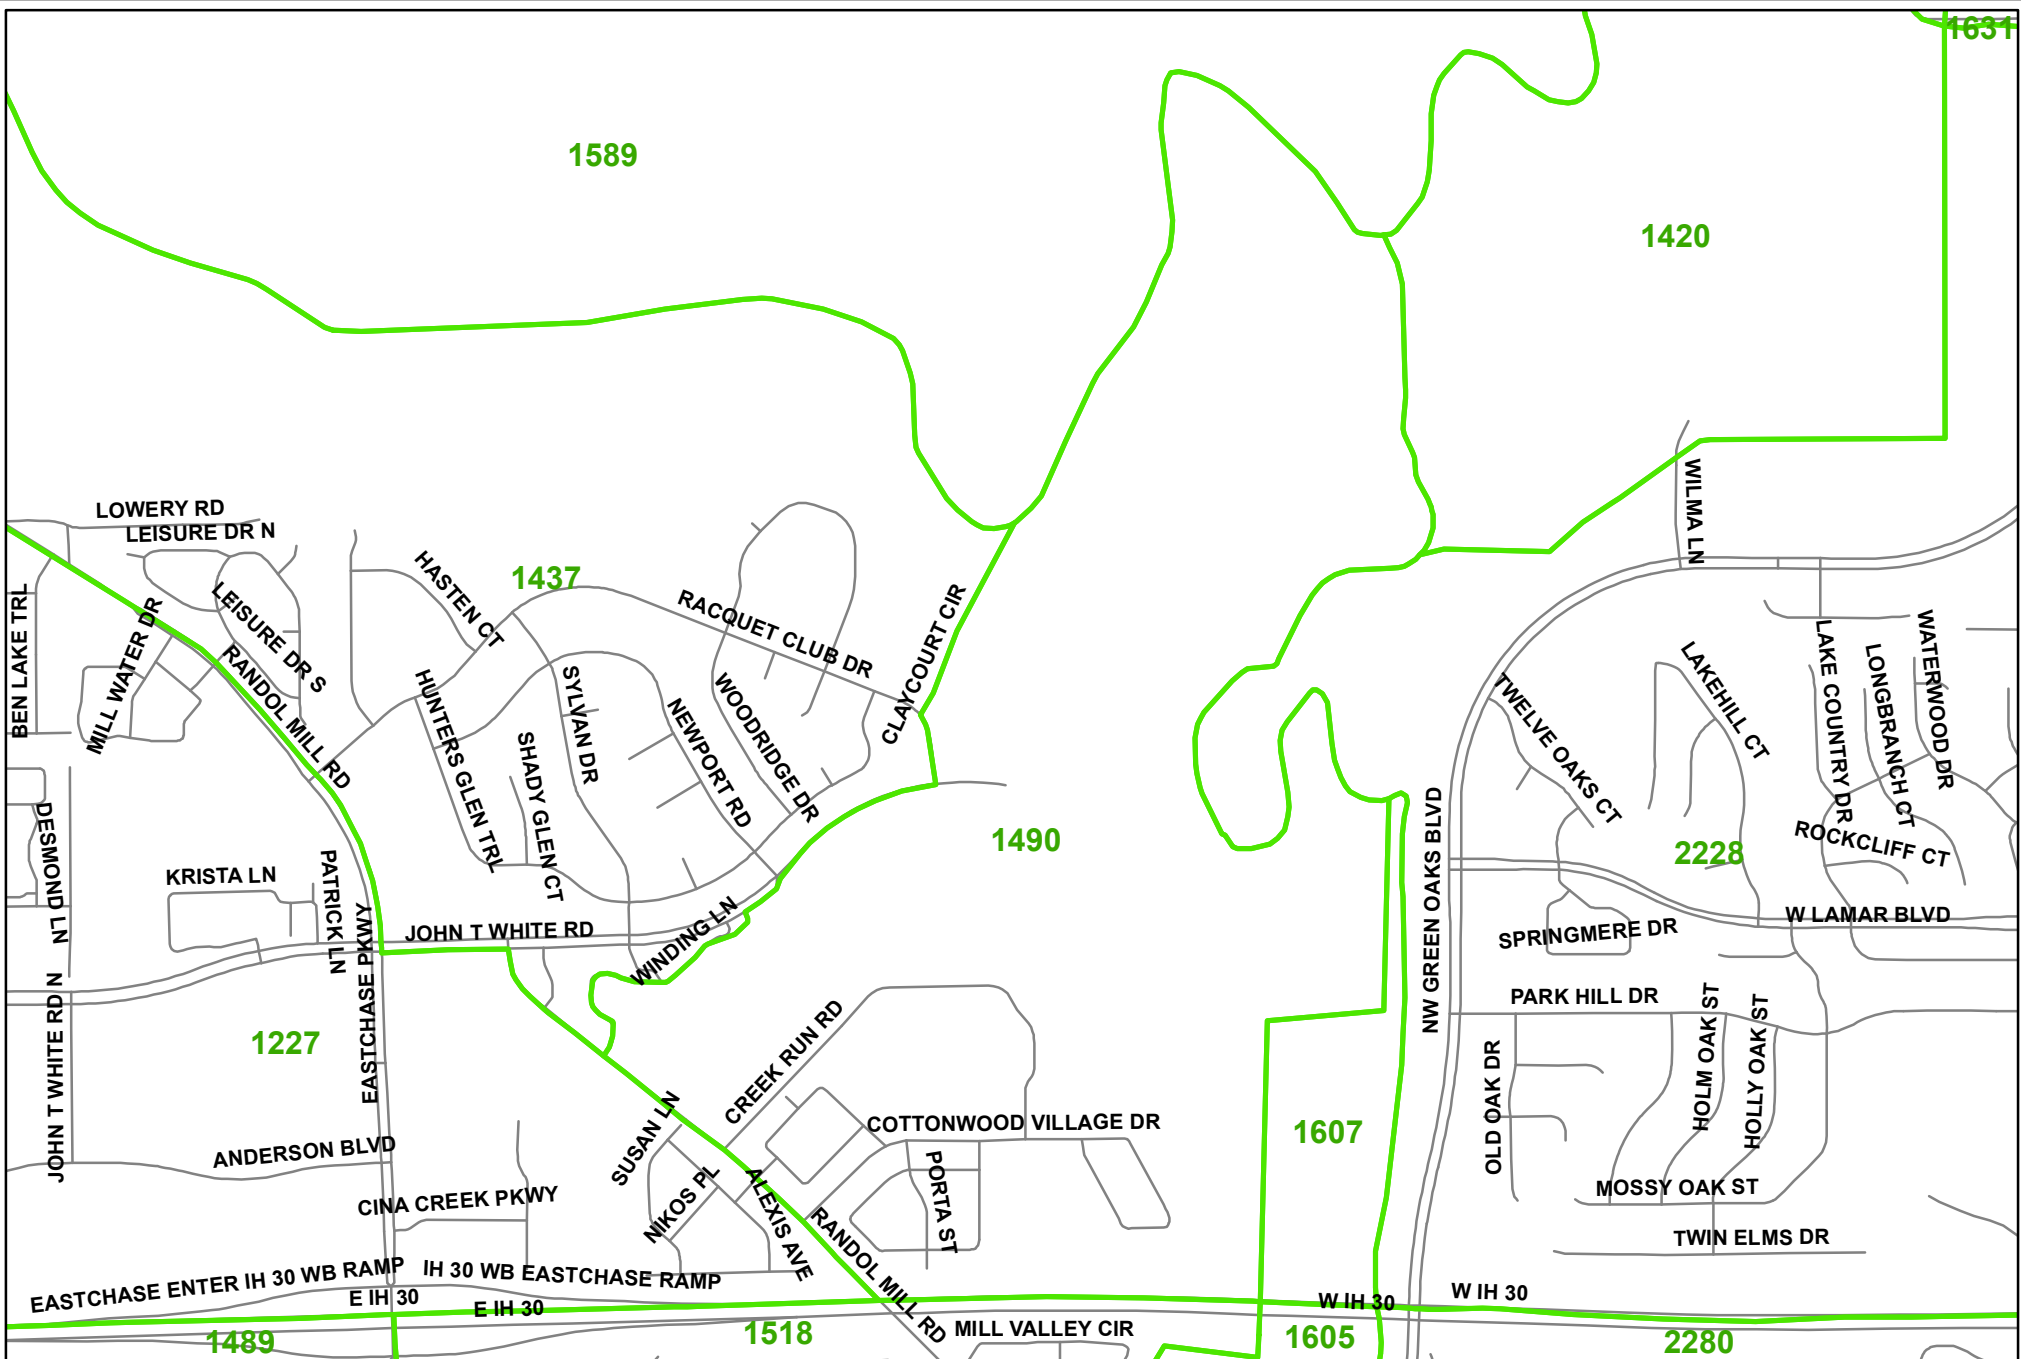 1631
1589
1420
LOWERY RD
LEISURE DR N
WILMA LN
HASTEN CT
1437
BEN LAKE TRL
MILL WATER DR
LEISURE DR S
RACQUET CLUB DR
CLAYCOURT CIR
RANDOL MILL RD
HUNTERS GLEN TRL
SYLVAN DR
SHADY GLEN CT
NEWPORT RD
WOODRIDGE DR
TWELVE OAKS CT
LAKEHILL CT
LAKE COUNTRY DR
LONGBRANCH CT
WATERWOOD DR
DESMOND LN
1490
NW GREEN OAKS BLVD
2228
ROCKCLIFF CT
KRISTA LN
PATRICK LN
EASTCHASE PKWY
JOHN T WHITE RD
WINDING LN
W LAMAR BLVD
SPRINGMERE DR
JOHN T WHITE RD N
1227
PARK HILL DR
HOLM OAK ST
HOLLY OAK ST
OLD OAK DR
CREEK RUN RD
SUSAN LN
COTTONWOOD VILLAGE DR
1607
ANDERSON BLVD
CINA CREEK PKWY
NIKOS PL
ALEXIS AVE
PORTA ST
MOSSY OAK ST
RANDOL MILL RD
TWIN ELMS DR
EASTCHASE ENTER IH 30 WB RAMP
IH 30 WB EASTCHASE RAMP
E IH 30
E IH 30
W IH 30
W IH 30
1489
1518
MILL VALLEY CIR
1605
2280